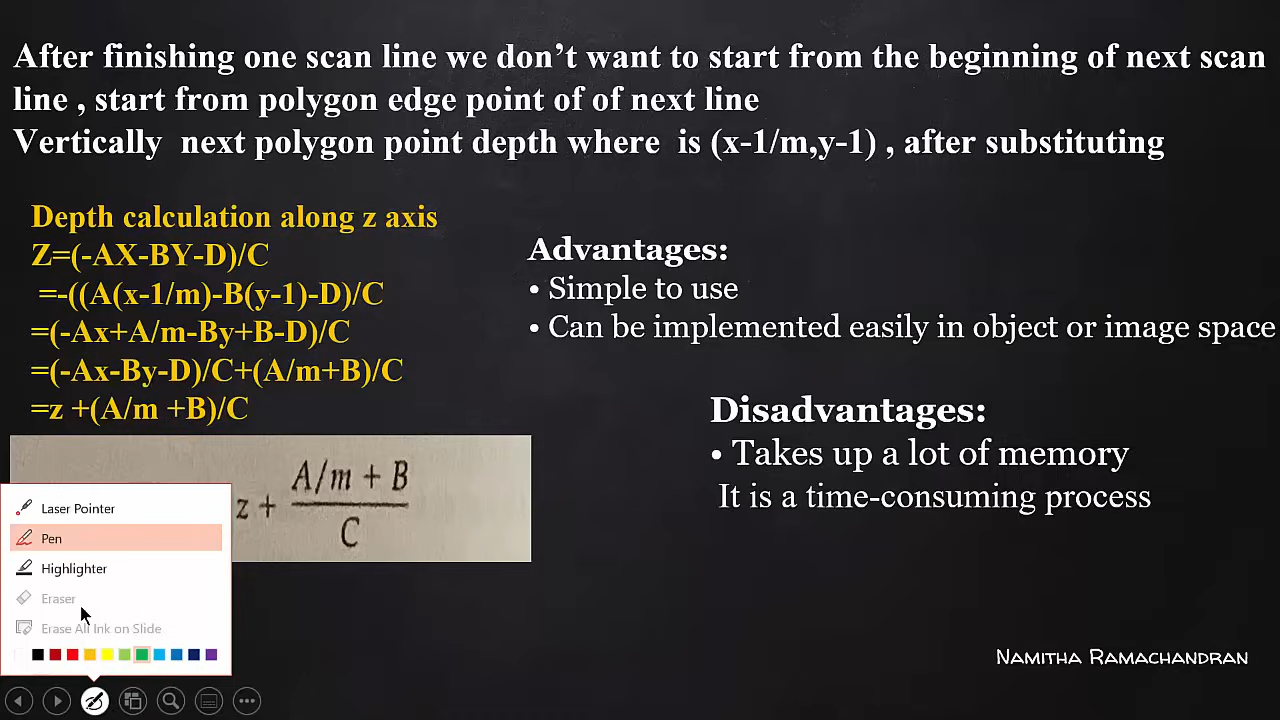 After finishing one scan line we don’t want to start from the beginning of next scan
line , start from polygon edge point of of next line
Vertically next polygon point depth where is (x-1/m,y-1) , after substituting
Depth calculation along z axis
Z=(-AX-BY-D)/C
=-((A(x-1/m)-B(y-1)-D)/C
=(-Ax+A/m-By+B-D)/C
=(-Ax-By-D)/C+(A/m+B)/C
=z +(A/m +B)/C
Advantages:
• Simple to use
• Can be implemented easily in object or image space
Disadvantages:
• Takes up a lot of memory
It is a time-consuming process
A/m + B
z +
C
Laser Pointer
Pen
Highlighter
Eraser
Erase All Ink on Slide
Namitha Ramachandran